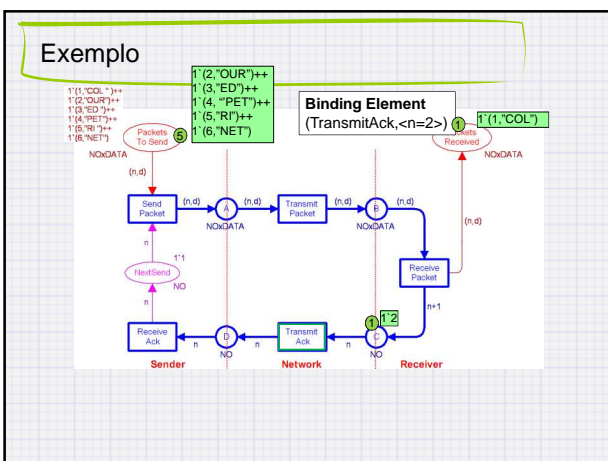 Exemplo
1`(1,"COL " )++
1`(2,"OUR")++
1`(3,"ED ")++
1`(4,"PET")++
1`(5,"RI ")++
1`(6,"NET")
1`(2,"OUR")++
1`(3,"ED")++
1`(4, "PET")++
1`(5,"RI")++
1`(6,"NET")
Binding Element
(TransmitAck,<n=2>)
1
1`(1,"COL")
Packets
To Send
5
NOxDATA
Received
NOxDATA
(n,d)
Send
Packet
(n,d)
A
NOxDATA
(n,d)
Transmit
Packet
(n,d)
B
NOxDATA
(n,d)
(n,d)
n
1`1
NextSend
NO
n
Receive
Packet
n+1
1
1`2
Receive
Ack
n
D
NO
n
Transmit
Ack
n
C
NO
Sender
Network
Receiver